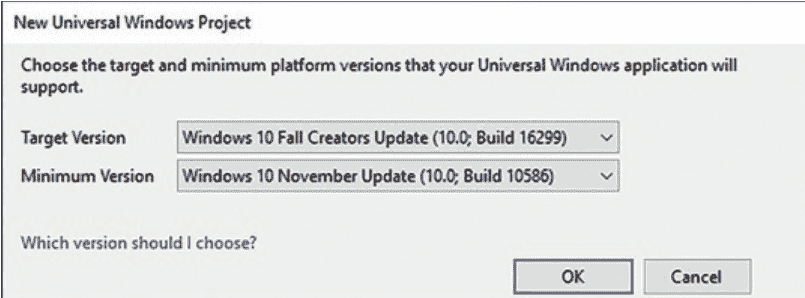 New Universal Windows Project
Choose the target and minimum platform versions that your Universal Windows application will
support.
Target Version Windows 10 Fall Creators Update (10.0; Build 16299)
Minimum Version Windows 10 November Update (10.0; Build 10586)
Which version should I choose?
OK Cancel